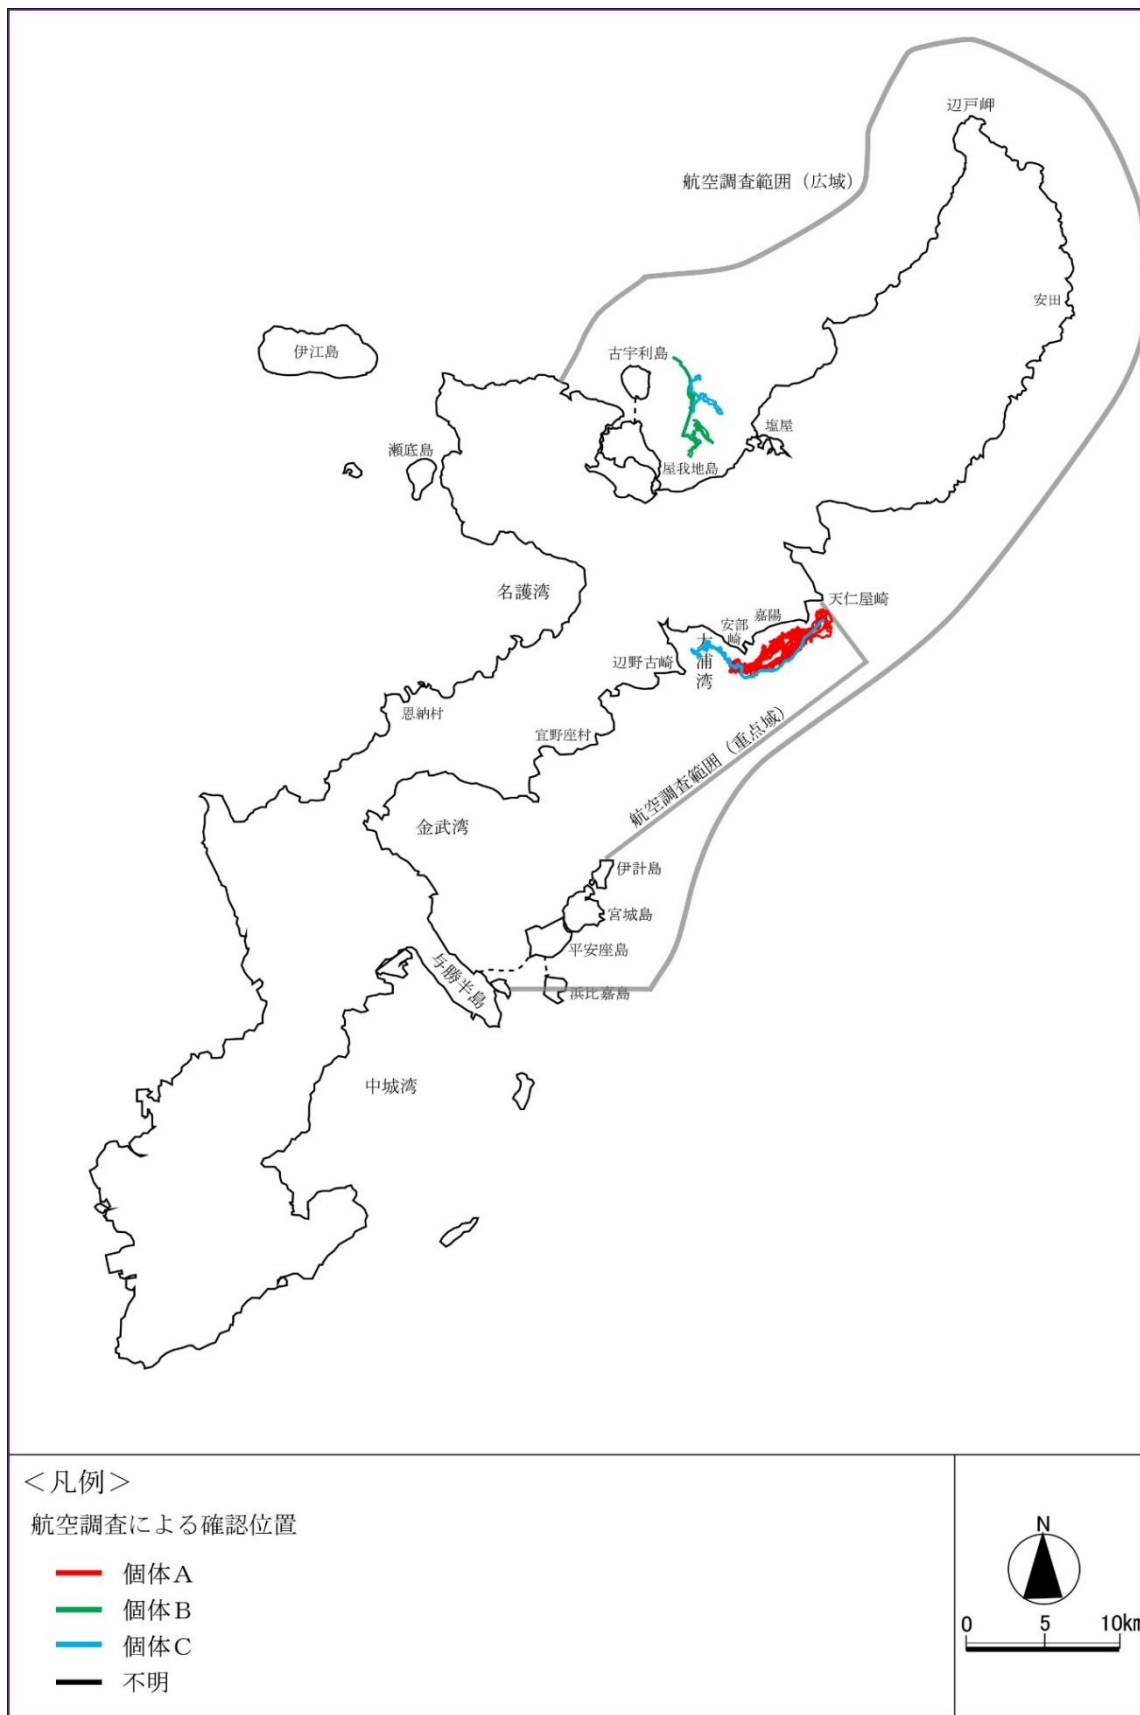 辺戸岬
航空調査範囲（広域）
安田
伊江島
古宇利島
塩屋
瀬底島
屋我地島
名護湾
天仁屋崎
嘉陽
安部崎
大浦湾
辺野古崎
恩納村
宜野座村
航空調査範囲（重点域）
金武湾
伊計島
宮城島
平安座島
与勝半島
浜比嘉島
中城湾
＜凡例＞
航空調査による確認位置
個体A
個体B
個体C
不明
N
0 5 10km